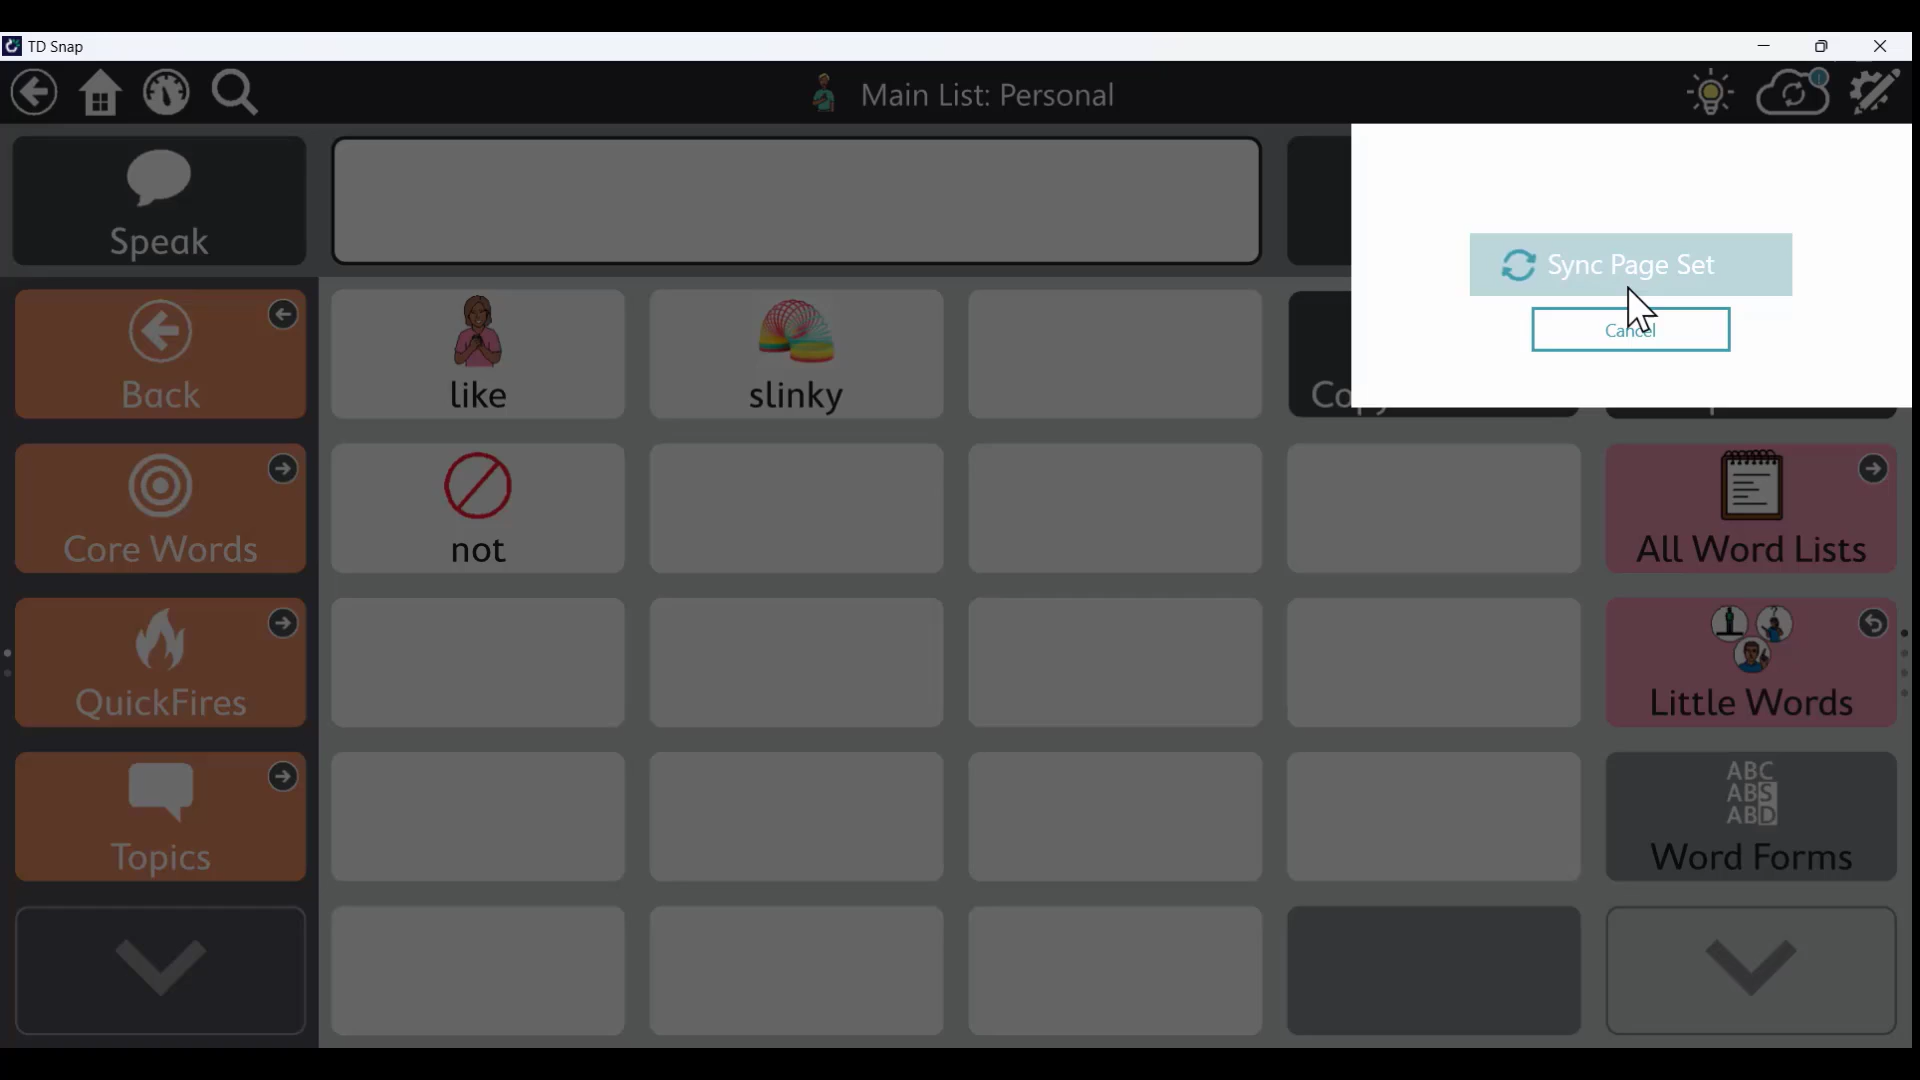 TD Snap
Main List: Personal
Speak
Sync Page Set
Cancel
Back
like
slinky
Core Words
not
All Word Lists
QuickFires
Little Words
Topics
ABC
ABS
ABD
Word Forms